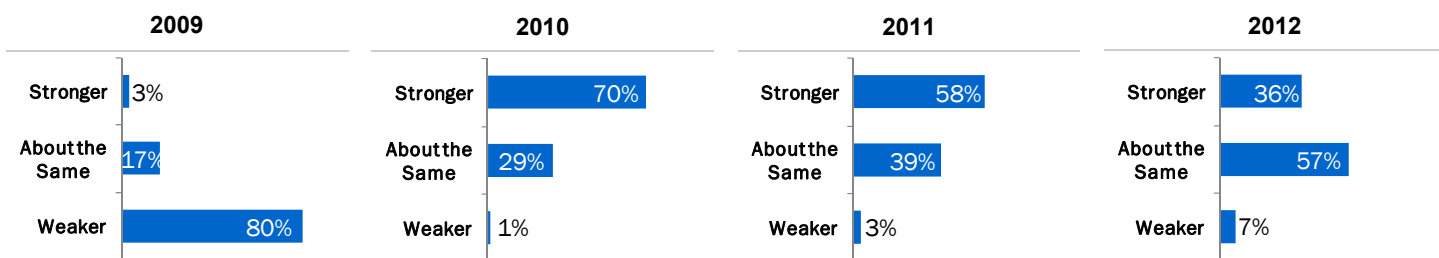 2009
Stronger
3%
About the
Same
17%
Weaker
80%
2010
Stronger
70%
About the
Same
29%
Weaker
1%
2011
Stronger
58%
About the
Same
39%
Weaker
3%
2012
Stronger
36%
About the
Same
57%
Weaker
7%